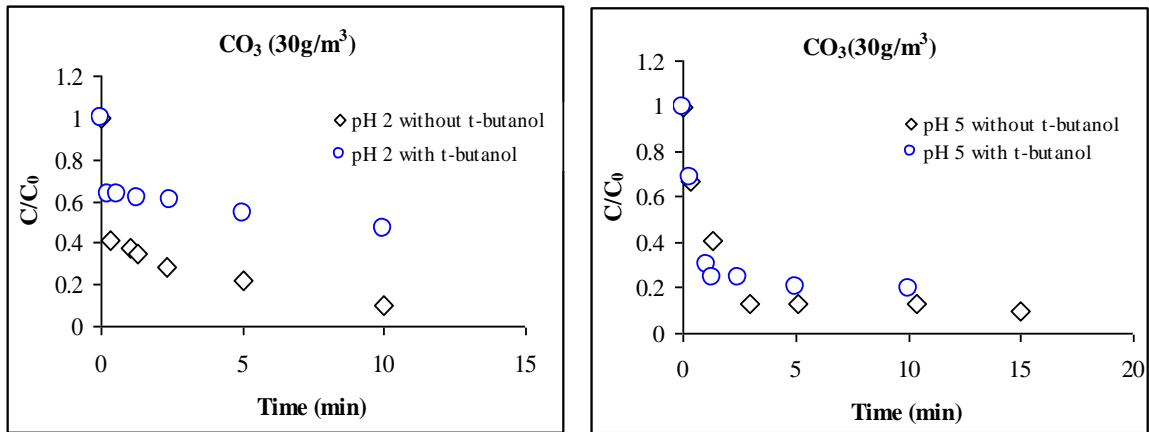 CO₃ (30g/m³)
1.2
1
0.8
0.6
0.4
0.2
0
C/C₀
pH 2 without t-butanol
pH 2 with t-butanol
0 5 10 15
Time (min)
CO₃(30g/m³)
1.2
1
0.8
0.6
0.4
0.2
0
C/C₀
pH 5 without t-butanol
pH 5 with t-butanol
0 5 10 15 20
Time (min)